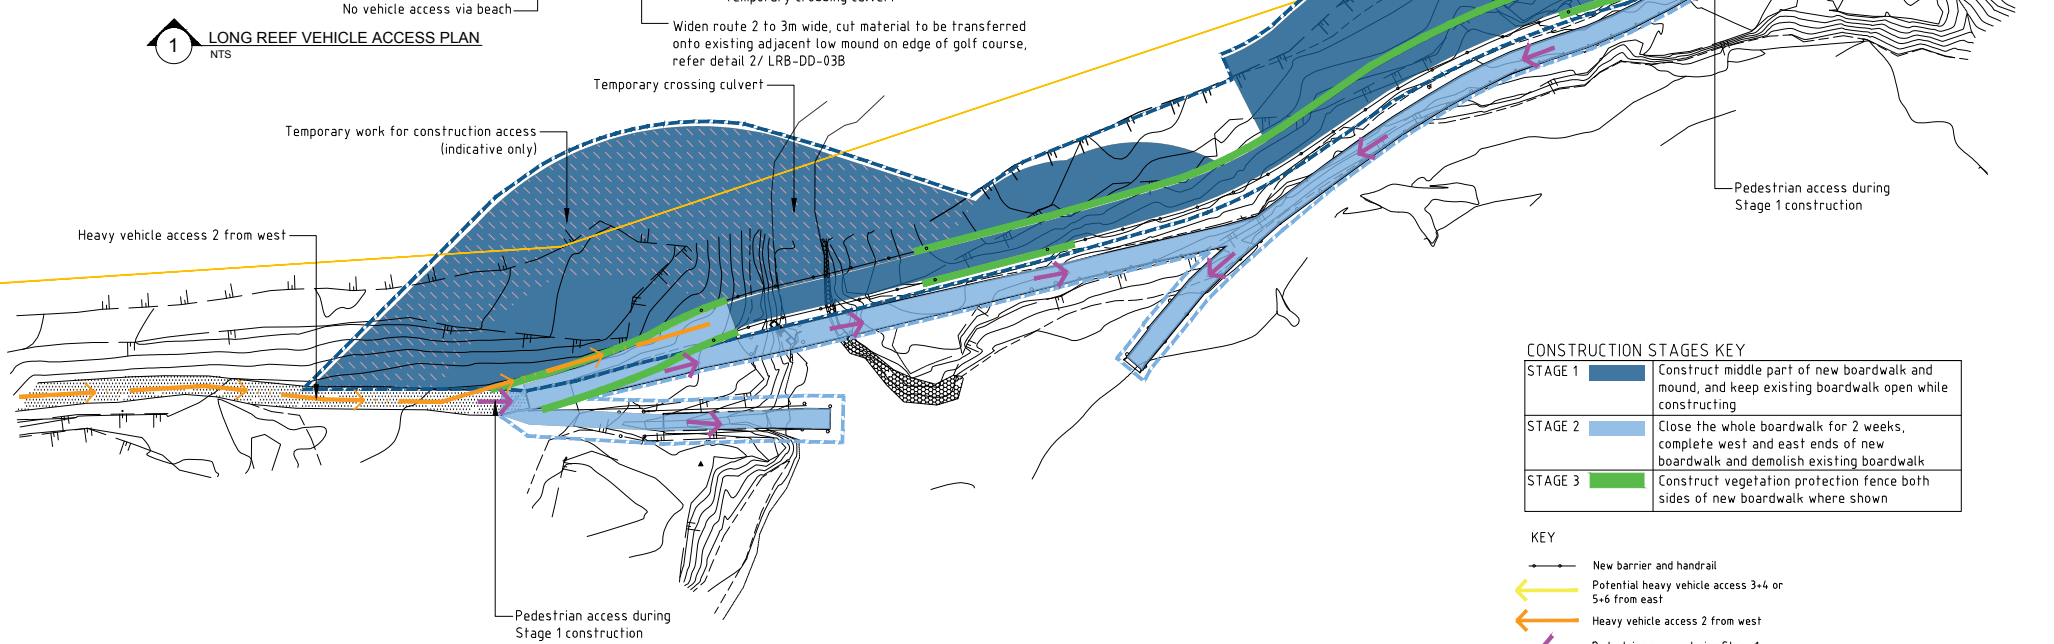 No vehicle access via beach
1
LONG REEF VEHICLE ACCESS PLAN
NTS
Temporary crossing culvert
Widen route 2 to 3m wide, cut material to be transferred
onto existing adjacent low mound on edge of golf course,
refer detail 2/ LRB-DD-03B
Temporary crossing culvert
Temporary work for construction access
(indicative only)
Heavy vehicle access 2 from west
Pedestrian access during
Stage 1 construction
Pedestrian access during
Stage 1 construction
CONSTRUCTION STAGES KEY
STAGE 1
Construct middle part of new boardwalk and
mound, and keep existing boardwalk open while
constructing
STAGE 2
Close the whole boardwalk for 2 weeks,
complete west and east ends of new
boardwalk and demolish existing boardwalk
STAGE 3
Construct vegetation protection fence both
sides of new boardwalk where shown
KEY
New barrier and handrail
Potential heavy vehicle access 3+4 or
5+6 from east
Heavy vehicle access 2 from west